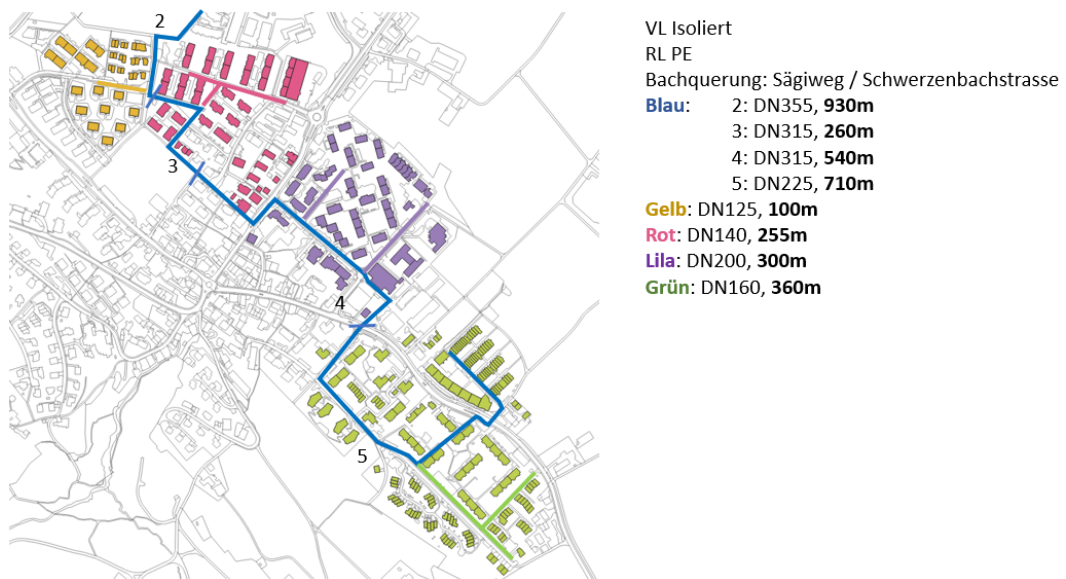 VL Isoliert
RL PE
Bachquerung: Sägiweg / Schwerzenbachstrasse
Blau: 2: DN355, 930m
3: DN315, 260m
4: DN315, 540m
5: DN225, 710m
Gelb: DN125, 100m
Rot: DN140, 255m
Lila: DN200, 300m
Grün: DN160, 360m
2
3
4
5